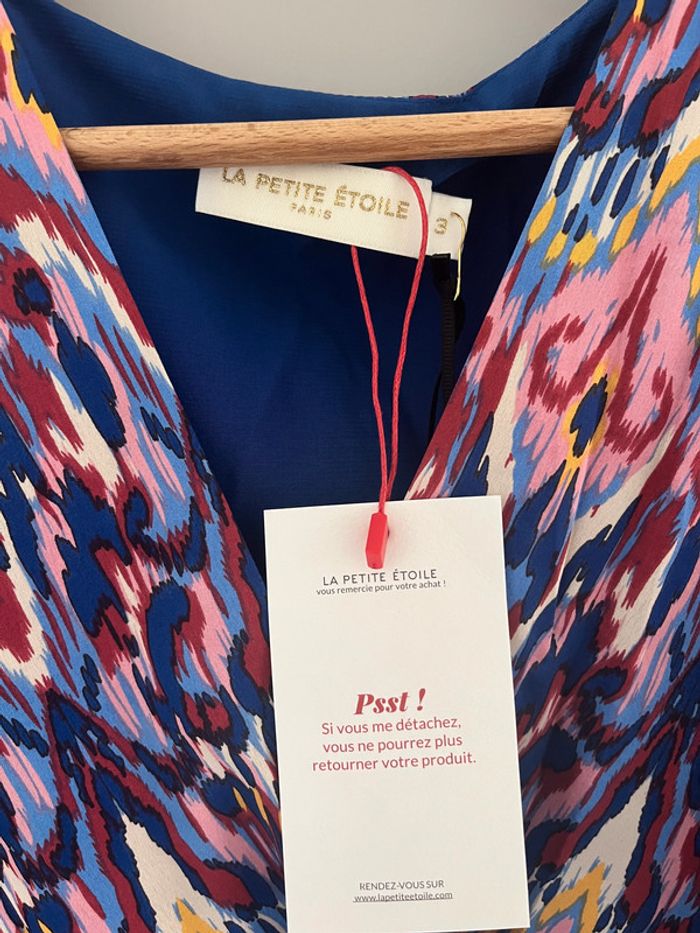 LA PETITE ÉTOILE
PARIS
3
LA PETITE ÉTOILE
vous remercie pour votre achat !
Psst !
Si vous me détachez,
vous ne pourrez plus
retourner votre produit.
RENDEZ-VOUS SUR
www.lapetiteetoile.com